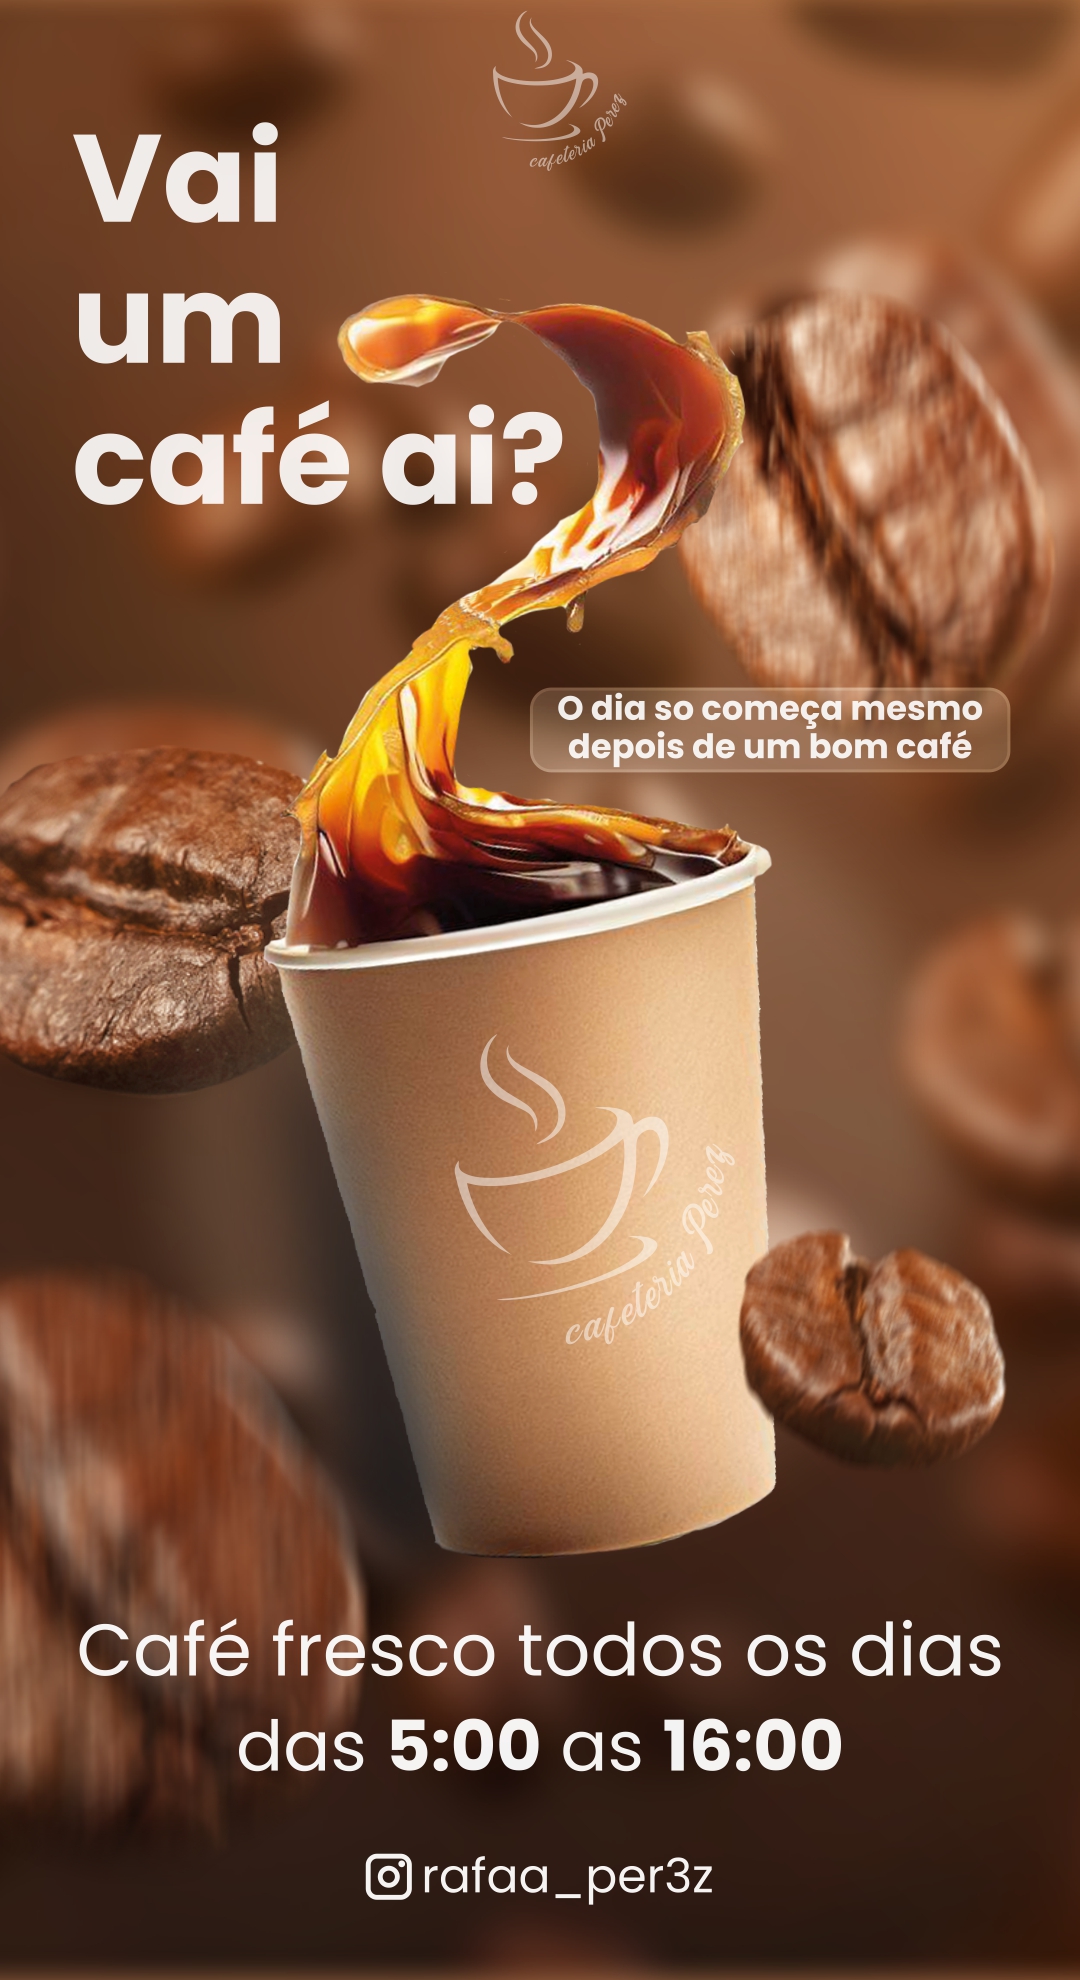 cafeteria Perez
Vai
um
café ai?
O dia so começa mesmo
depois de um bom café
cafeteria Perez
Café fresco todos os dias
das 5:00 as 16:00
rafaa_per3z